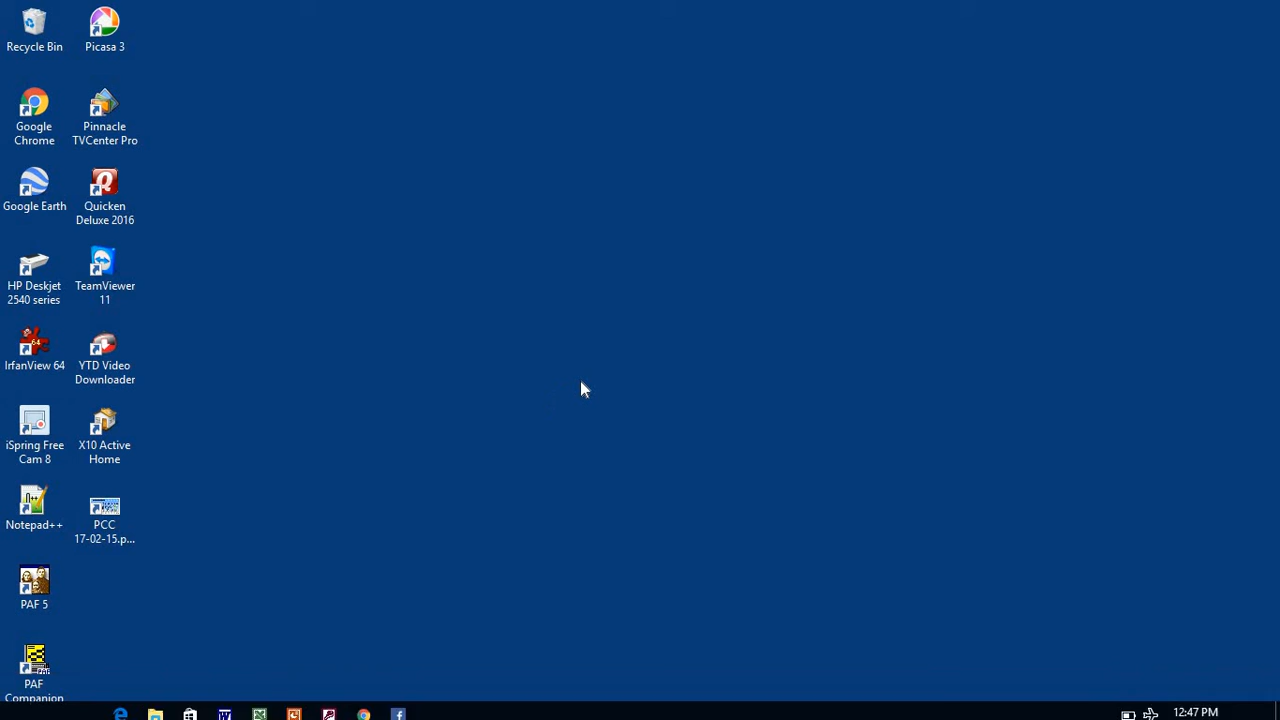 Recycle Bin
Picasa 3
Google
Chrome
Pinnacle
TVCenter Pro
Google Earth
Quicken
Deluxe 2016
HP Deskjet
2540 series
TeamViewer
11
IrfanView 64
YTD Video
Downloader
iSpring Free
Cam 8
X10 Active
Home
Notepad++
PCC
17-02-15.p...
PAF 5
PAF
Companion
12:47 PM